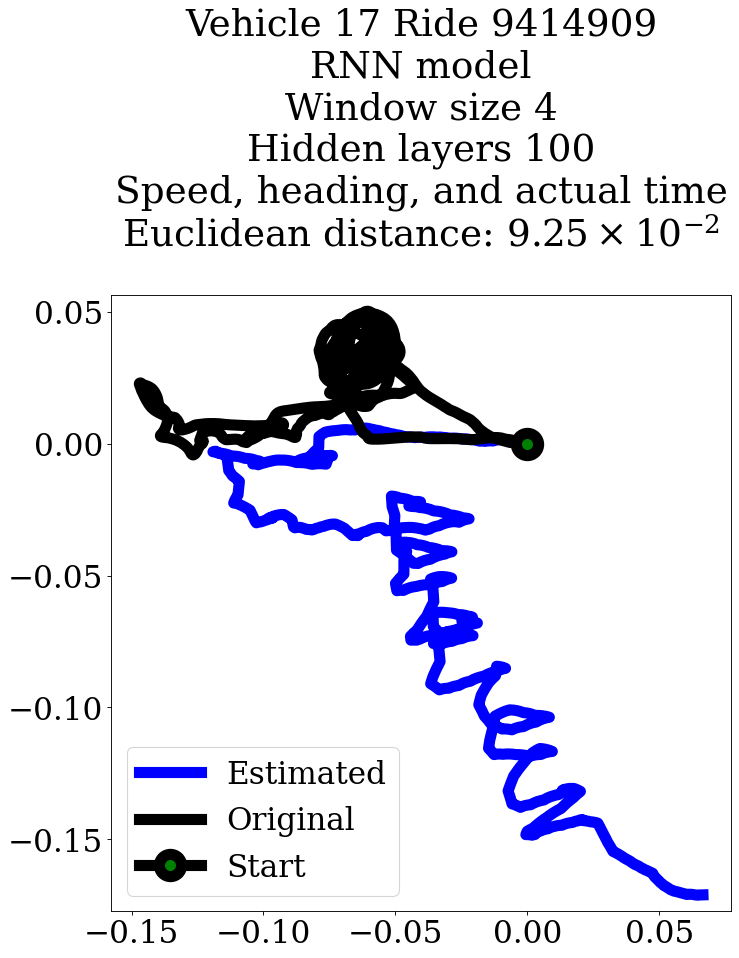 Vehicle 17 Ride 9414909
RNN model
Window size 4
Hidden layers 100
Speed, heading, and actual time
Euclidean distance: 9.25 × 10⁻²
0.05
0.00
−0.05
−0.10
−0.15
Estimated
Original
Start
−0.15 −0.10 −0.05 0.00 0.05